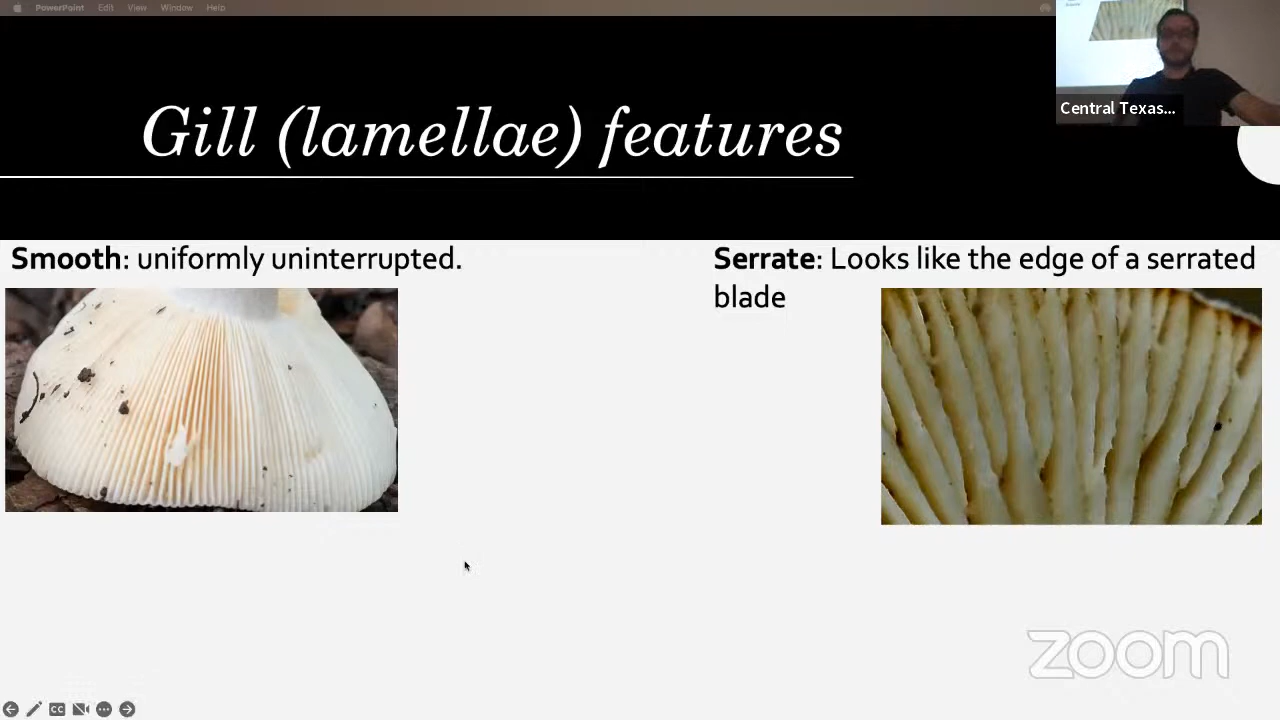 PowerPoint Edit View Window Help
Central Texas...
Gill (lamellae) features
Smooth: uniformly uninterrupted.
Serrate: Looks like the edge of a serrated
blade
zoom
CC